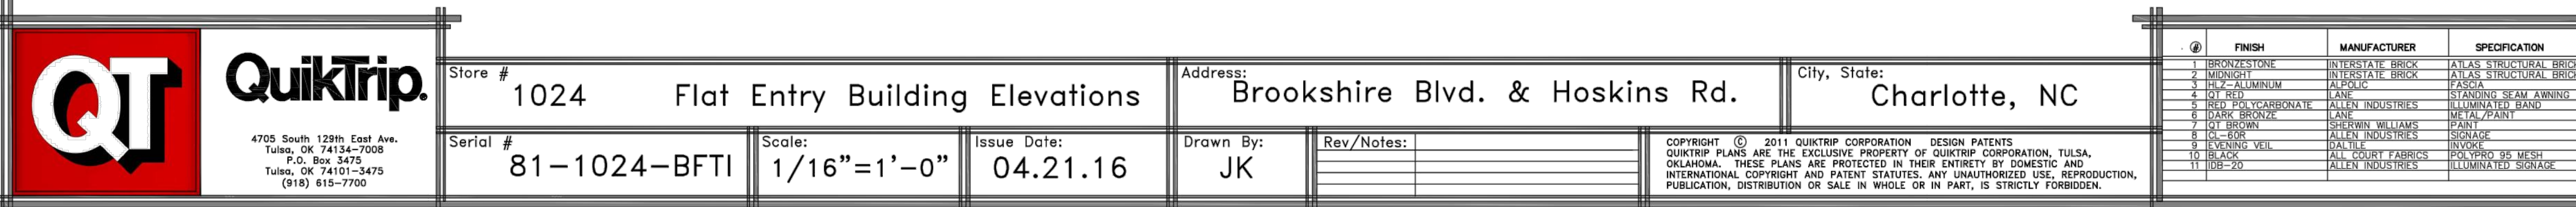 QT
QuikTrip®
4705 South 129th East Ave.
Tulsa, OK 74134-7008
P.O. Box 3475
Tulsa, OK 74101-3475
(918) 615-7700
Store #
1024 Flat Entry Building Elevations
Address:
Brookshire Blvd. & Hoskins Rd.
City, State:
Charlotte, NC
Serial #
81-1024-BFTI
Scale:
1/16"=1'-0"
Issue Date:
04.21.16
Drawn By:
JK
Rev/Notes:
COPYRIGHT © 2011 QUIKTRIP CORPORATION DESIGN PATENTS
QUIKTRIP PLANS ARE THE EXCLUSIVE PROPERTY OF QUIKTRIP CORPORATION, TULSA,
OKLAHOMA. THESE PLANS ARE PROTECTED IN THEIR ENTIRETY BY DOMESTIC AND
INTERNATIONAL COPYRIGHT AND PATENT STATUTES. ANY UNAUTHORIZED USE, REPRODUCTION,
PUBLICATION, DISTRIBUTION OR SALE IN WHOLE OR IN PART, IS STRICTLY FORBIDDEN.
# FINISH MANUFACTURER SPECIFICATION
1 BRONZESTONE INTERSTATE BRICK ATLAS STRUCTURAL BRICK
2 MIDNIGHT INTERSTATE BRICK ATLAS STRUCTURAL BRICK
3 HLZ-ALUMINUM ALPOLIC FASCIA
4 QT RED LANE STANDING SEAM AWNING
5 RED POLYCARBONATE ALLEN INDUSTRIES ILLUMINATED BAND
6 DARK BRONZE LANE METAL/PAINT
7 QT BROWN SHERWIN WILLIAMS PAINT
8 CL-60R ALLEN INDUSTRIES SIGNAGE
9 EVENING VEIL DALTILE INVOKE
10 BLACK ALL COURT FABRICS POLYPRO 95 MESH
11 IDB-20 ALLEN INDUSTRIES ILLUMINATED SIGNAGE